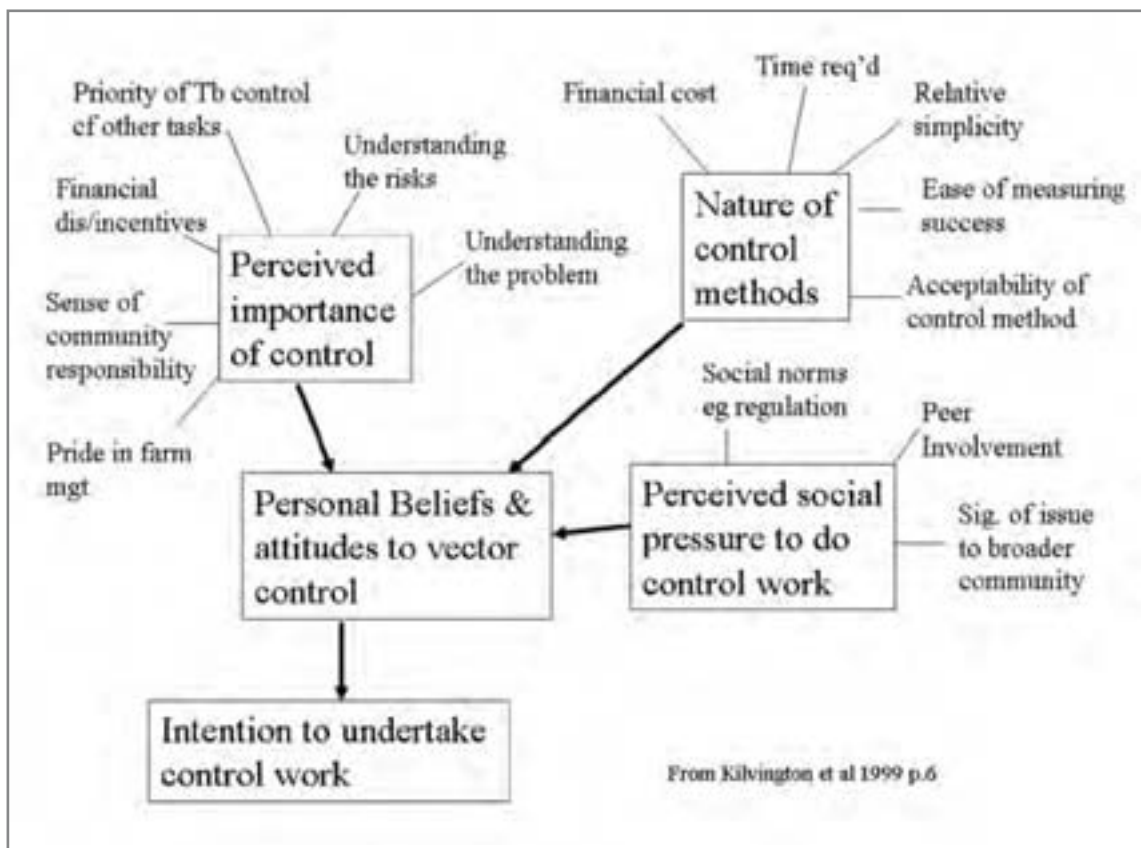 Priority of Tb control
cf other tasks
Understanding
the risks
Financial
dis/incentives
Understanding
the problem
Perceived
importance
of control
Sense of
community
responsibility
Pride in farm
mgt
Financial cost
Time req'd
Relative
simplicity
Nature of
control
methods
Ease of measuring
success
Acceptability of
control method
Social norms
eg regulation
Peer
Involvement
Perceived social
pressure to do
control work
Sig. of issue
to broader
community
Personal Beliefs &
attitudes to vector
control
Intention to undertake
control work
From Kilvington et al 1999 p.6